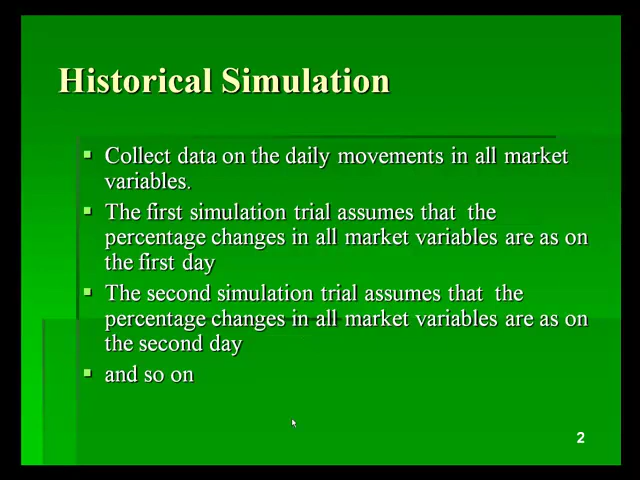 Historical Simulation
Collect data on the daily movements in all market
variables.
The first simulation trial assumes that the
percentage changes in all market variables are as on
the first day
The second simulation trial assumes that the
percentage changes in all market variables are as on
the second day
and so on
2